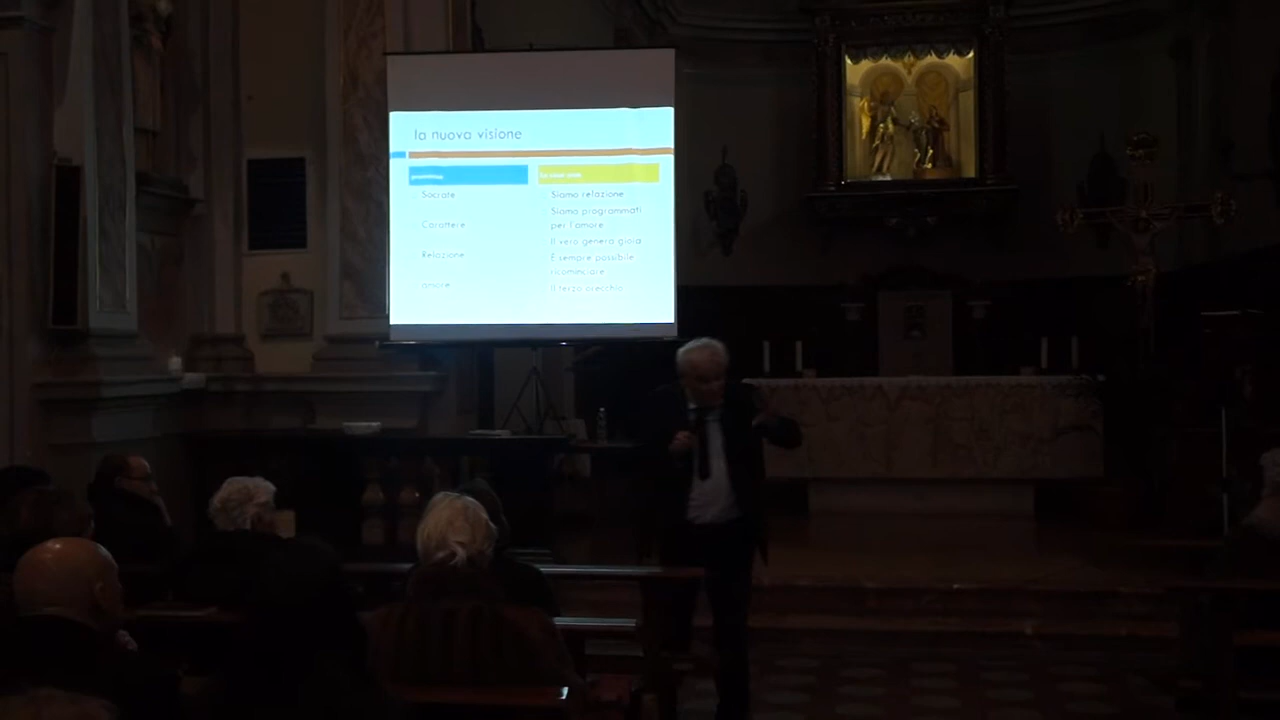 la nuova visione
Socrate
Carattere
Relazione
amore
Siamo relazione
Siamo programmati
per l'amore
Il vero genera gioia
È sempre possibile
ricominciare
Il terzo orecchio